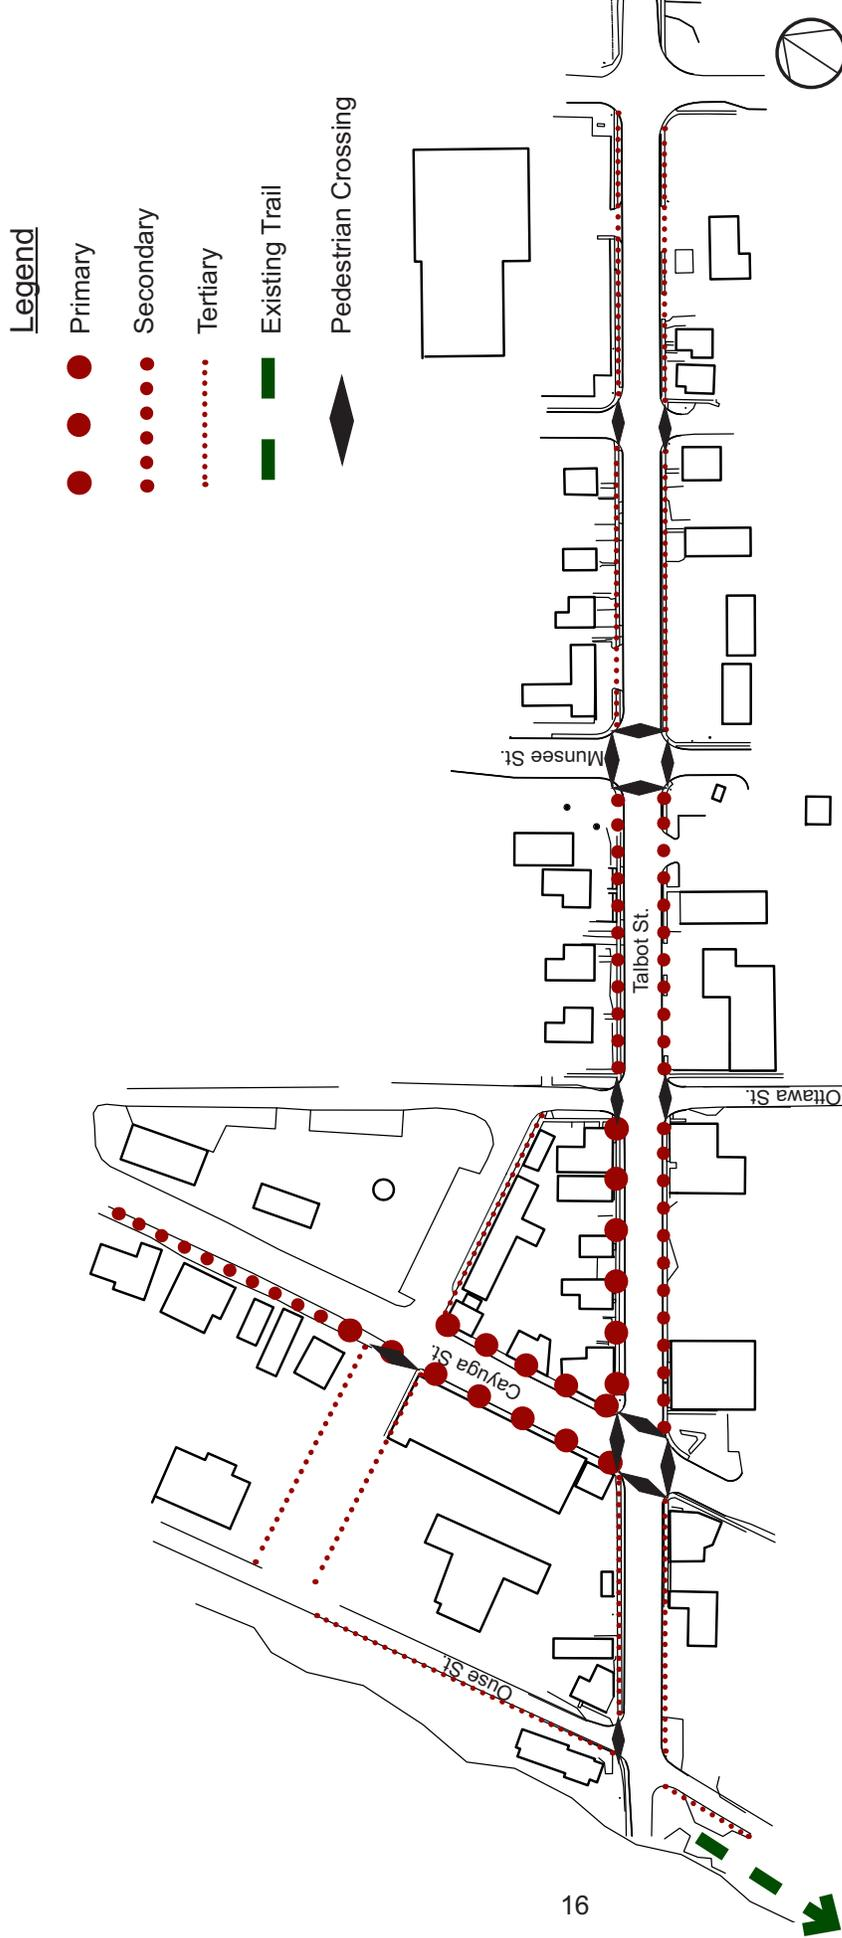 Legend
Primary
Secondary
Tertiary
Existing Trail
Pedestrian Crossing
Munsee St.
Talbot St.
Ottawa St.
Cayuga St.
Ouse St.
16